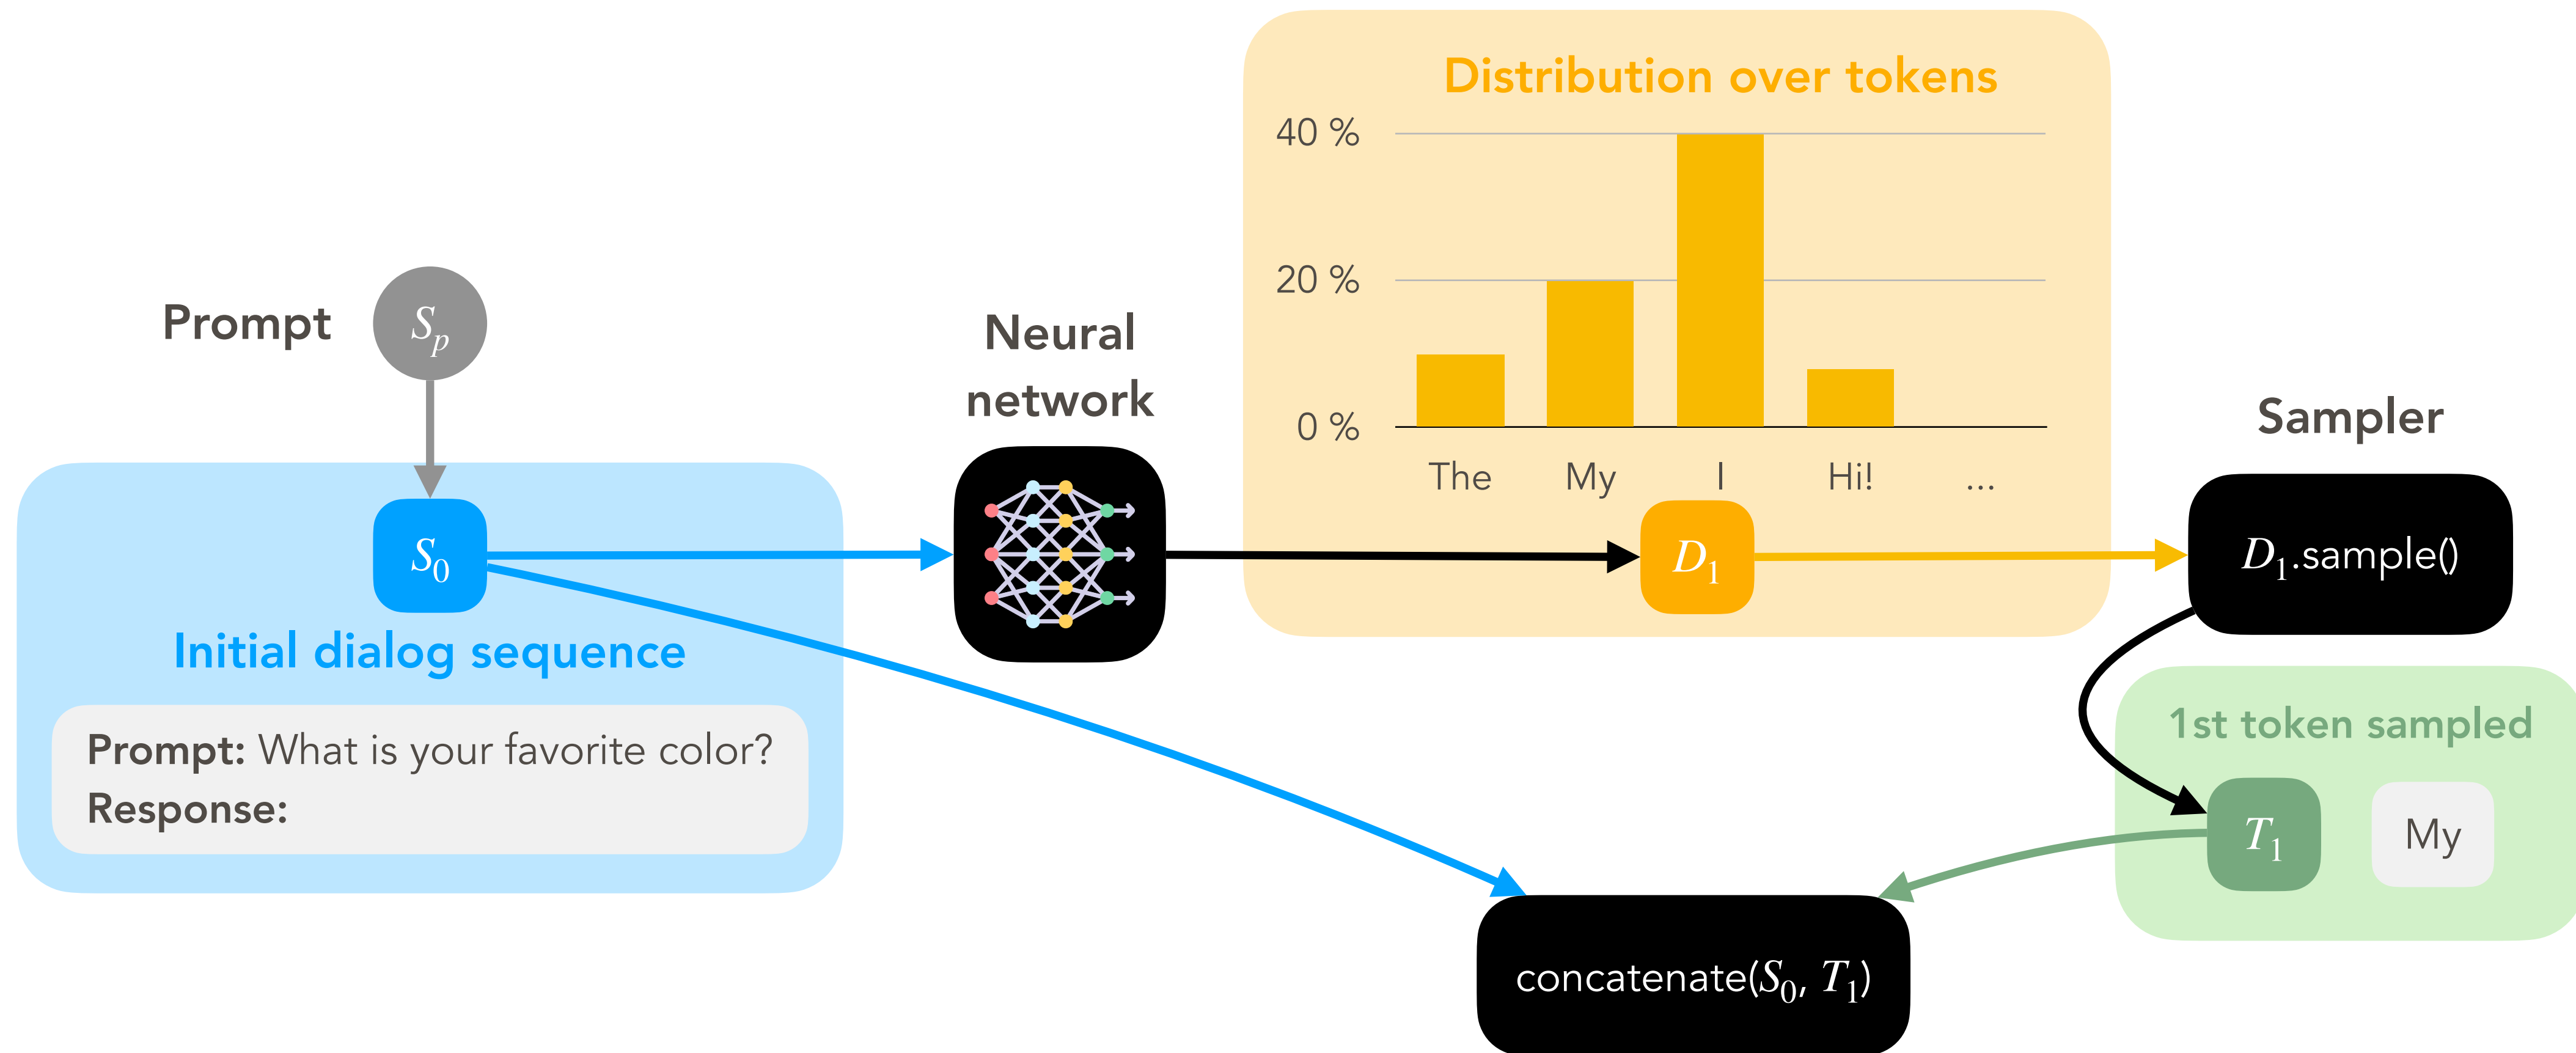 Distribution over tokens
40 %
20 %
0 %
The My I Hi! ...
Prompt
Sp
Neural
network
Sampler
S0
D1
D1.sample()
Initial dialog sequence
Prompt: What is your favorite color?
Response:
1st token sampled
T1
My
concatenate(S0, T1)